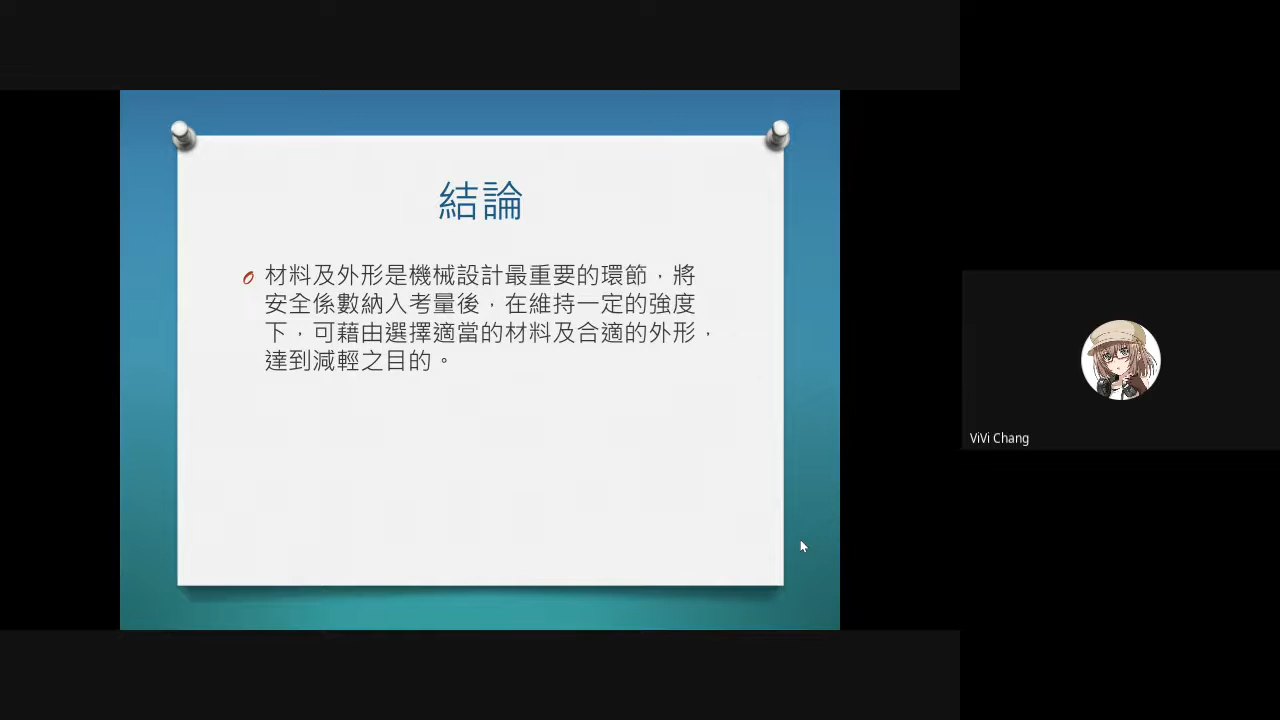 結論
材料及外形是機械設計最重要的環節，將
安全係數納入考量後，在維持一定的強度
下，可藉由選擇適當的材料及合適的外形，
達到減輕之目的。
ViVi Chang